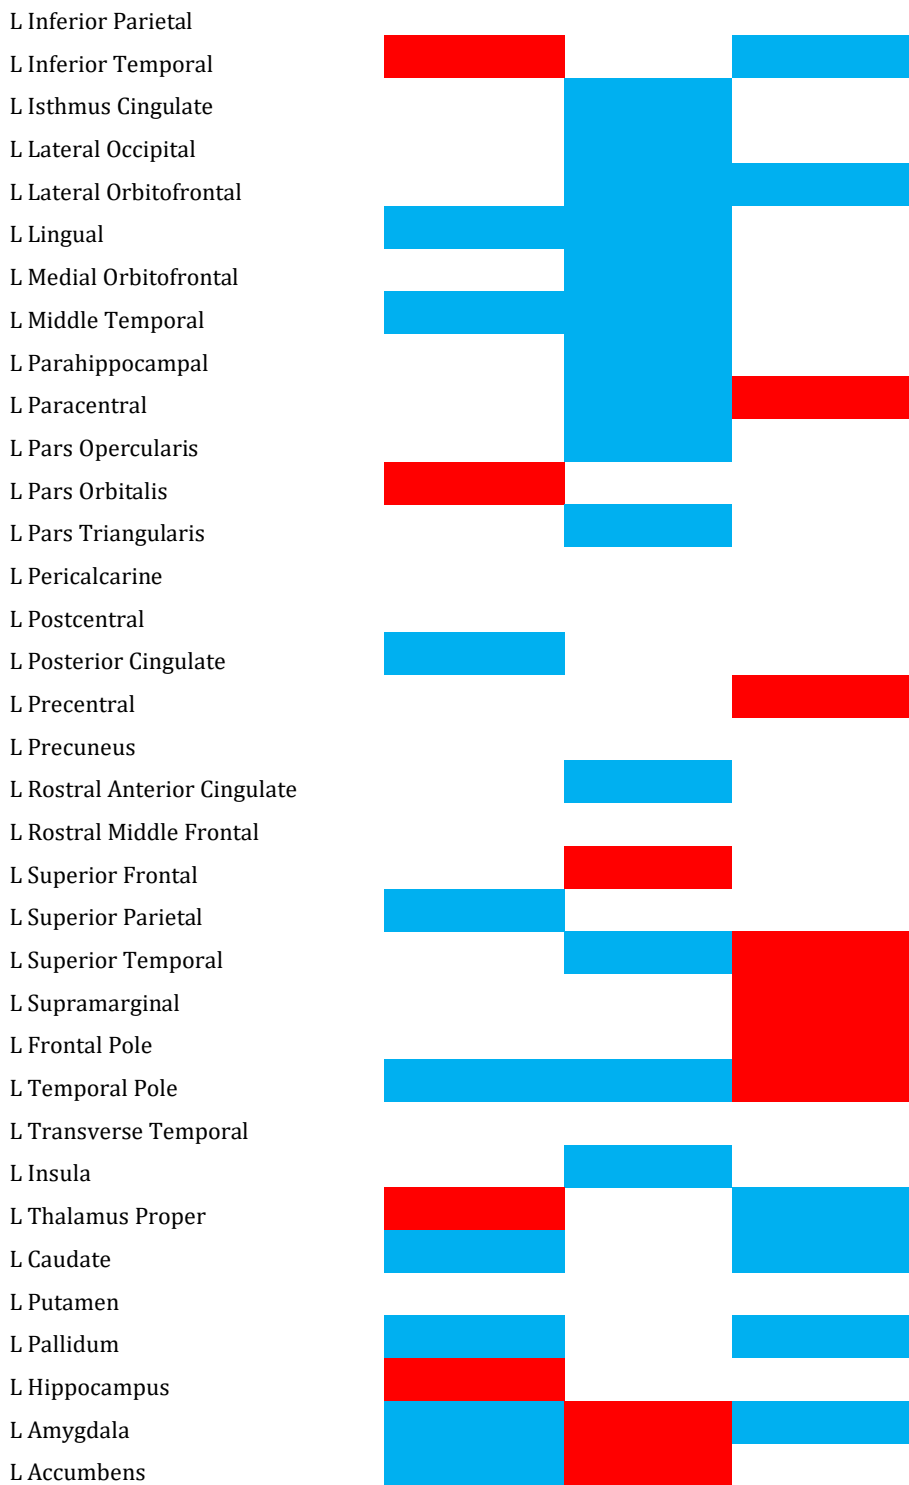 L Inferior Parietal
L Inferior Temporal
L Isthmus Cingulate
L Lateral Occipital
L Lateral Orbitofrontal
L Lingual
L Medial Orbitofrontal
L Middle Temporal
L Parahippocampal
L Paracentral
L Pars Opercularis
L Pars Orbitalis
L Pars Triangularis
L Pericalcarine
L Postcentral
L Posterior Cingulate
L Precentral
L Precuneus
L Rostral Anterior Cingulate
L Rostral Middle Frontal
L Superior Frontal
L Superior Parietal
L Superior Temporal
L Supramarginal
L Frontal Pole
L Temporal Pole
L Transverse Temporal
L Insula
L Thalamus Proper
L Caudate
L Putamen
L Pallidum
L Hippocampus
L Amygdala
L Accumbens